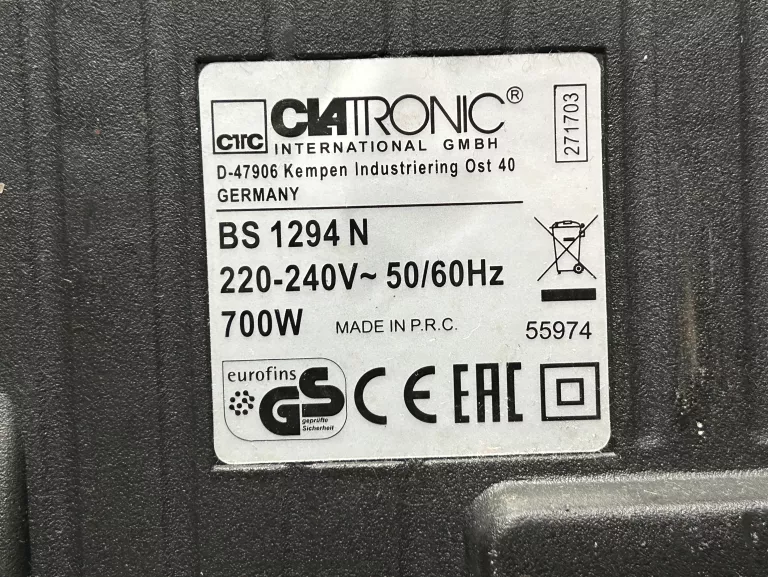 CTC CLATRONIC®
INTERNATIONAL GMBH
D-47906 Kempen Industriering Ost 40
GERMANY
271703
BS 1294 N
220-240V~ 50/60Hz
700W MADE IN P.R.C. 55974
eurofins
GS
geprüfte
Sicherheit
CE EAC